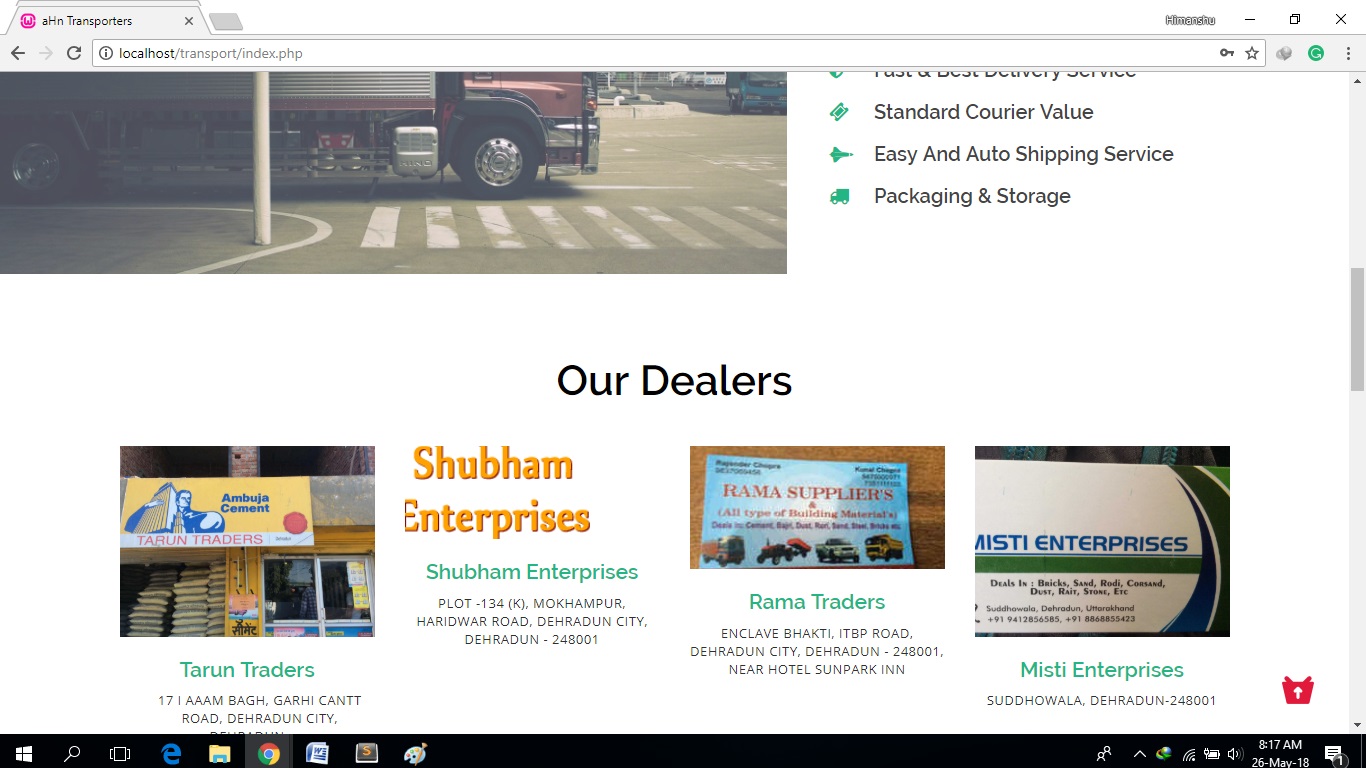 aHn Transporters
Himanshu
localhost/transport/index.php
Fast & Best Delivery Service
Standard Courier Value
Easy And Auto Shipping Service
Packaging & Storage
HINO
Our Dealers
Ambuja
Cement
TARUN TRADERS
सीमेंट
Tarun Traders
17 I AAAM BAGH, GARHI CANTT
ROAD, DEHRADUN CITY,
DEHRADUN
Shubham
Enterprises
Shubham Enterprises
PLOT -134 (K), MOKHAMPUR,
HARIDWAR ROAD, DEHRADUN CITY,
DEHRADUN - 248001
Rajender Chopra
Kunal Chopra
RAMA SUPPLIER'S
&
(All type of Building Material's)
Deals in: Cement, Bajri, Dust, Rori, Sand, Steel, Bricks etc.
Rama Traders
ENCLAVE BHAKTI, ITBP ROAD,
DEHRADUN CITY, DEHRADUN - 248001,
NEAR HOTEL SUNPARK INN
MISTI ENTERPRISES
DEALS IN : BRICKS, SAND, RODI, CORSAND,
DUST, RAIT, STONE, ETC
Suddhowala, Dehradun, Uttarakhand
+91 9412856585, +91 8868855423
Misti Enterprises
SUDDHOWALA, DEHRADUN-248001
8:17 AM
26-May-18
1